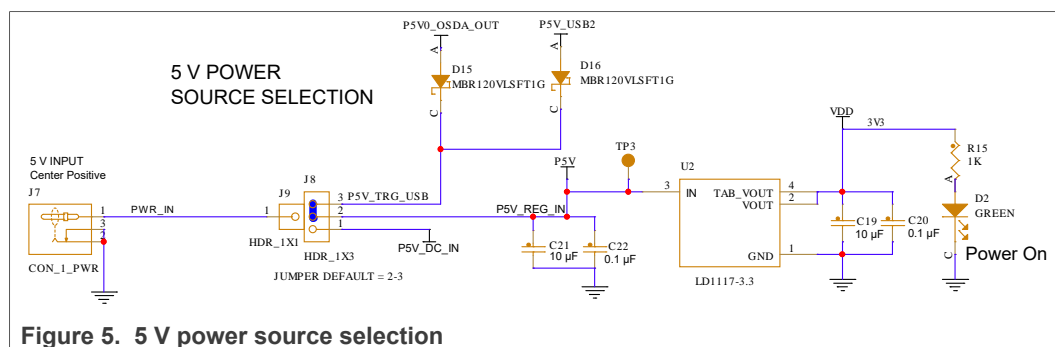 P5V0_OSDA_OUT
P5V_USB2
A
D15
MBR120VLSFT1G
C
A
D16
MBR120VLSFT1G
C
5 V POWER
SOURCE SELECTION
5 V INPUT
Center Positive
J7
1
3
2
CON_1_PWR
PWR_IN
J9
1
HDR_1X1
J8
3
2
1
HDR_1X3
P5V_TRG_USB
P5V_DC_IN
JUMPER DEFAULT = 2-3
P5V
TP3
P5V_REG_IN
C21
10 µF
C22
0.1 µF
U2
3
IN
TAB_VOUT
VOUT
GND
4
2
1
LD1117-3.3
VDD
3V3
C19
10 µF
C20
0.1 µF
R15
1K
A
D2
GREEN
C
Power On
Figure 5. 5 V power source selection